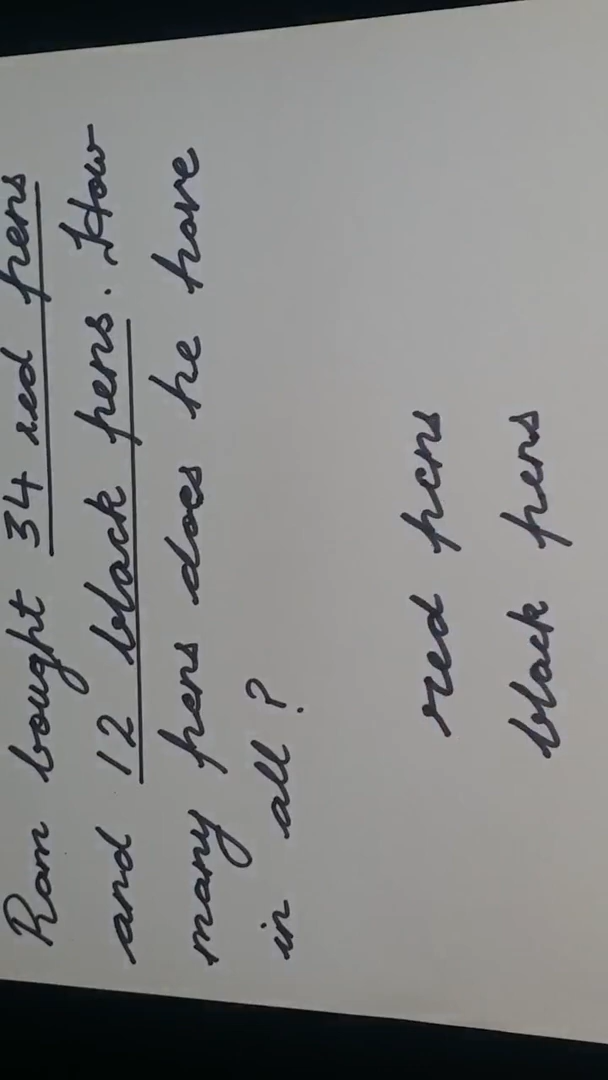 Ram bought 34 red pens
and 12 black pens. How
many pens does he have
in all?
red pens
black pens